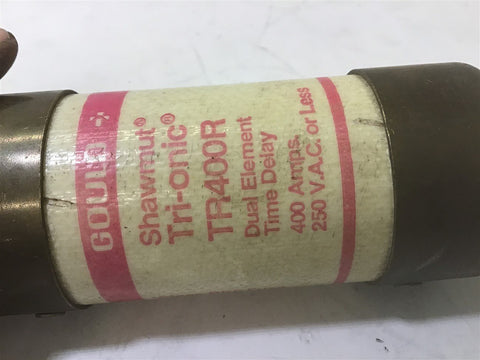 GOULD
Shawmut®
Tri-onic®
TR400R
Dual Element
Time Delay
400 Amps.
250 V.A.C. or Less